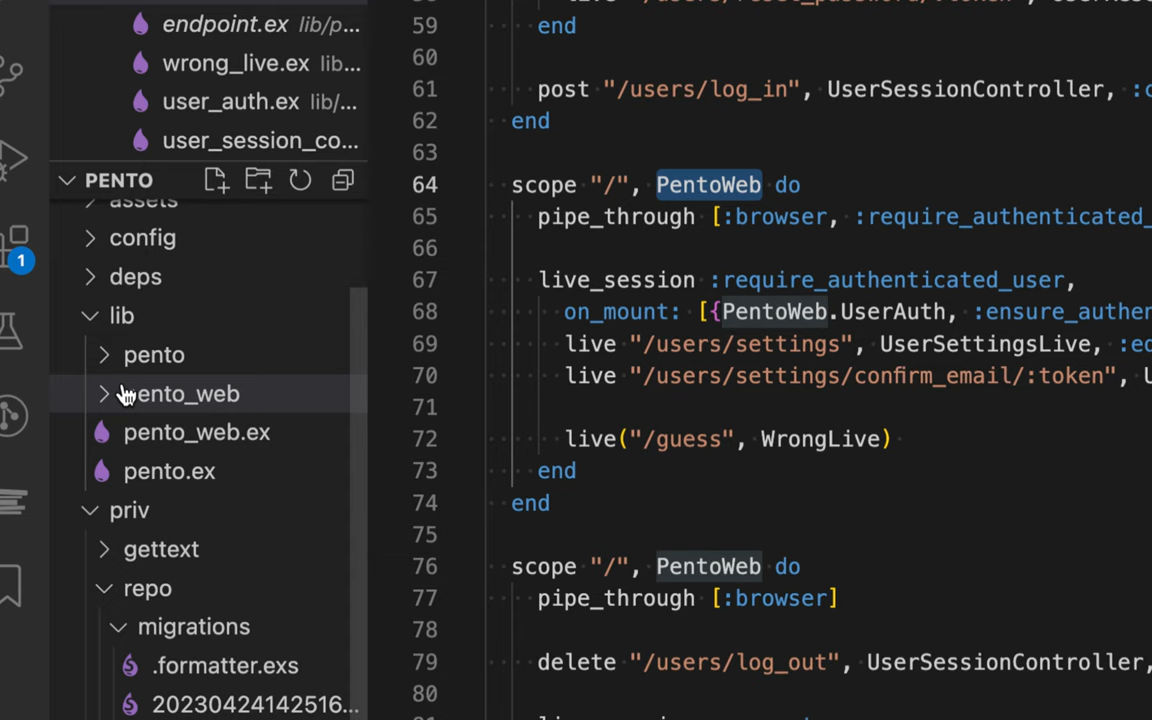 endpoint.ex lib/p...
wrong_live.ex lib...
user_auth.ex lib/...
user_session_co...
PENTO
assets
config
deps
1
lib
pento
pento_web
pento_web.ex
pento.ex
priv
gettext
repo
migrations
.formatter.exs
20230424142516...
59 end
60
61 post "/users/log_in", UserSessionController, :c
62 end
63
64 scope "/", PentoWeb do
65 pipe_through [:browser, :require_authenticated_
66
67 live_session :require_authenticated_user,
68 on_mount: [{PentoWeb.UserAuth, :ensure_authen
69 live "/users/settings", UserSettingsLive, :ed
70 live "/users/settings/confirm_email/:token", U
71
72 live("/guess", WrongLive)
73 end
74 end
75
76 scope "/", PentoWeb do
77 pipe_through [:browser]
78
79 delete "/users/log_out", UserSessionController,
80